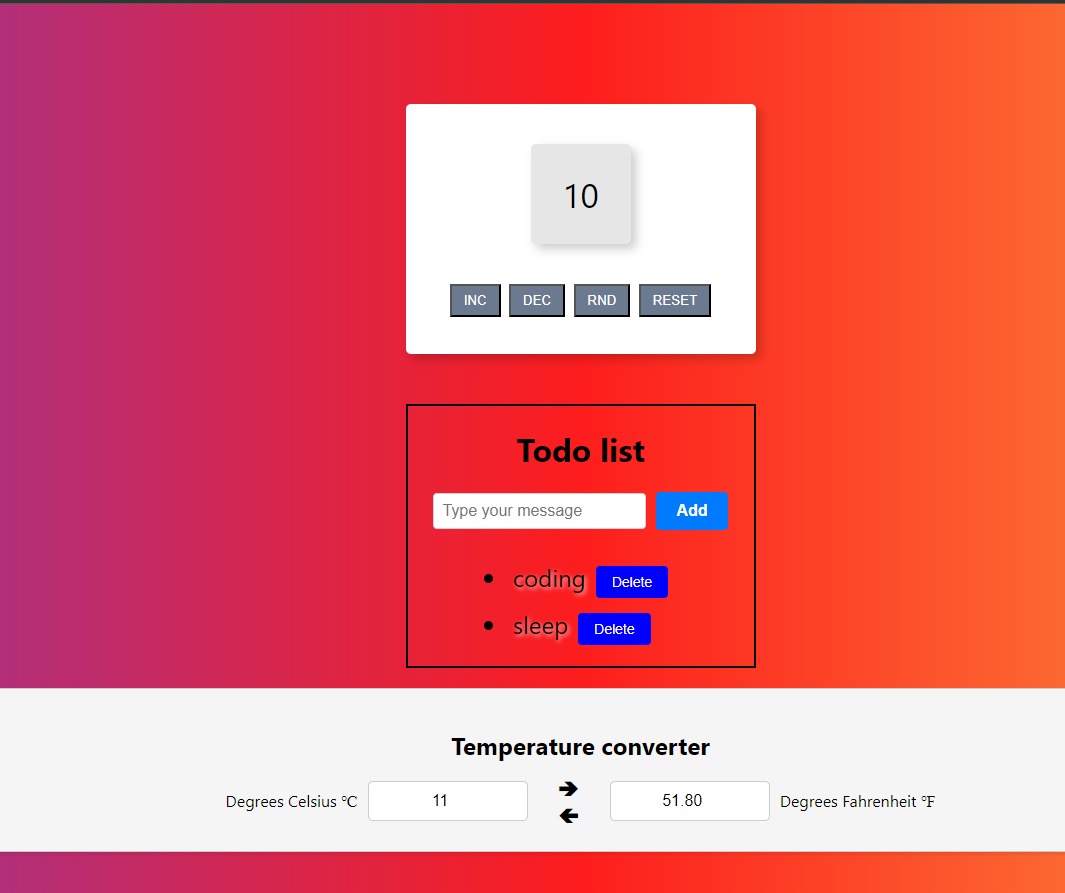 10
INC DEC RND RESET
Todo list
Type your message Add
coding Delete
sleep Delete
Temperature converter
Degrees Celsius °C 11 🡺 51.80 Degrees Fahrenheit °F
🡸